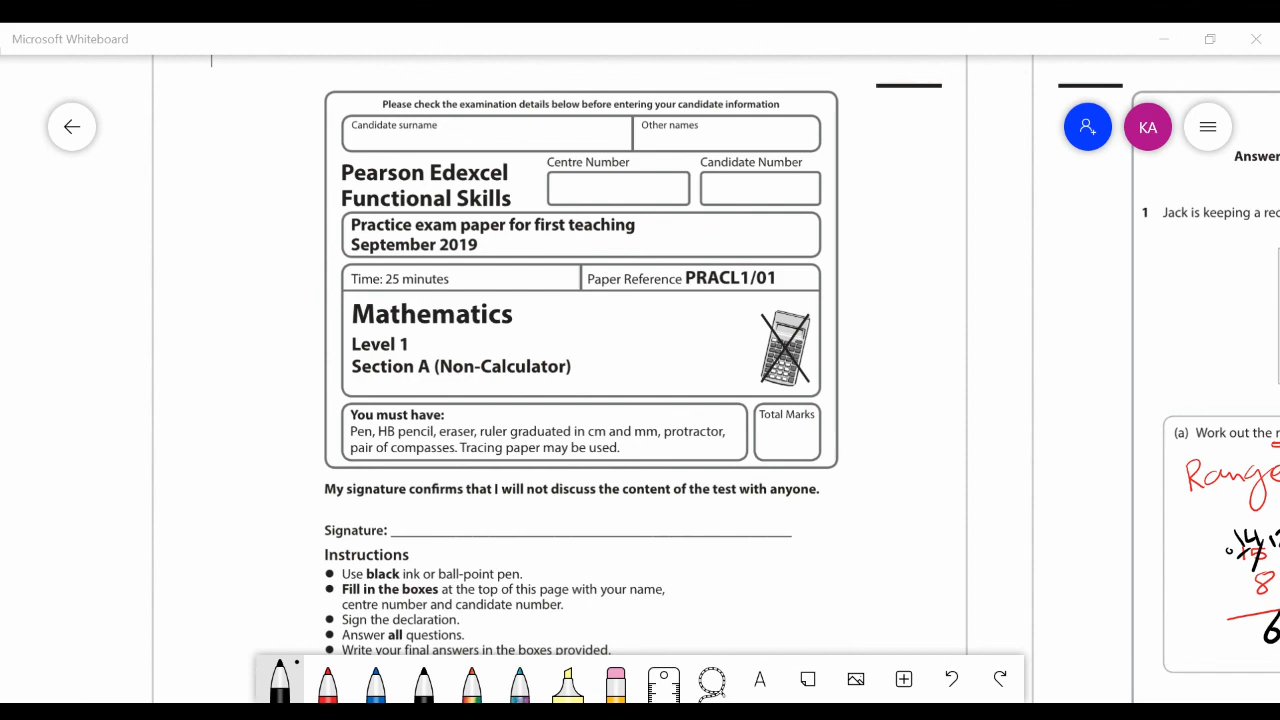 Microsoft Whiteboard
Please check the examination details below before entering your candidate information
Candidate surname
Other names
Pearson Edexcel
Functional Skills
Centre Number
Candidate Number
Practice exam paper for first teaching
September 2019
Time: 25 minutes
Paper Reference PRACL1/01
Mathematics
Level 1
Section A (Non-Calculator)
You must have:
Pen, HB pencil, eraser, ruler graduated in cm and mm, protractor,
pair of compasses. Tracing paper may be used.
Total Marks
My signature confirms that I will not discuss the content of the test with anyone.
Signature:
Instructions
● Use black ink or ball-point pen.
● Fill in the boxes at the top of this page with your name,
centre number and candidate number.
● Sign the declaration.
● Answer all questions.
● Write your final answers in the boxes provided.
KA
Answer
1 Jack is keeping a rec
(a) Work out the
Range
14
15
8
6
A